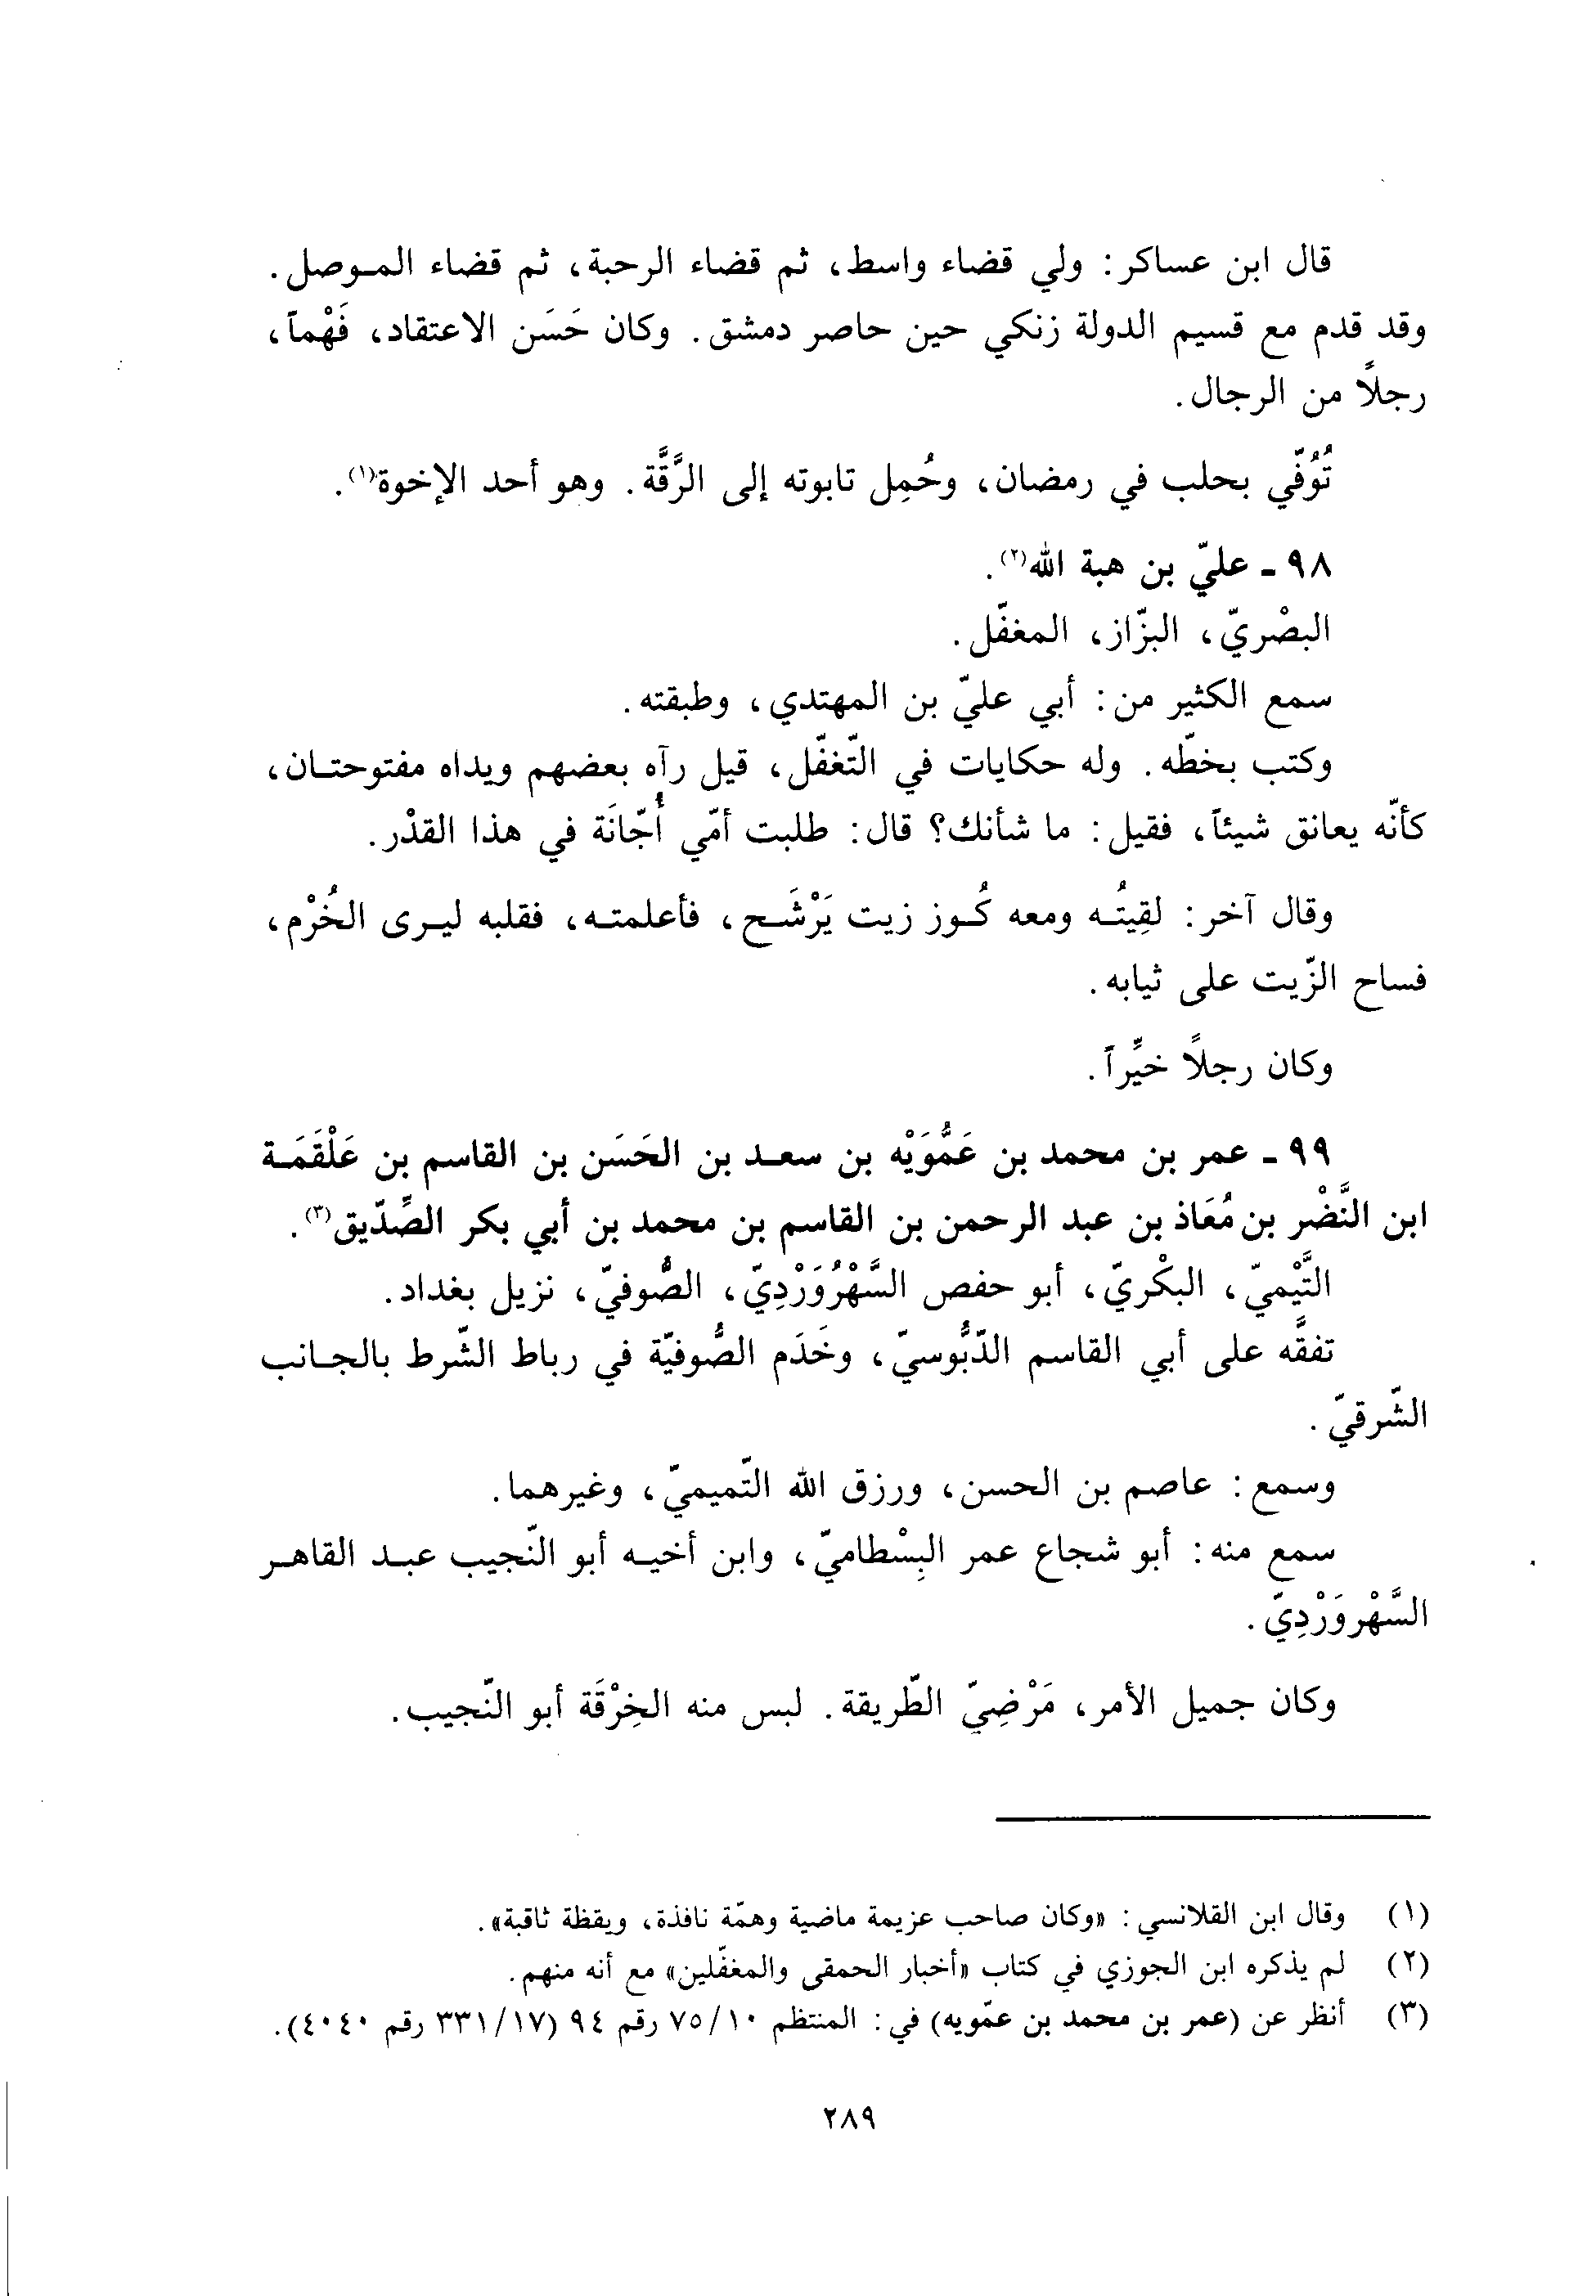 قال ابن عساكر: ولي قضاء واسط، ثم قضاء الرحبة، ثم قضاء الموصل.
وقد قدم مع قسيم الدولة زنكي حين حاصر دمشق. وكان حَسَن الاعتقاد، فَهْماً،
رجلاً من الرجال.
تُوُفّي بحلب في رمضان، وحُمِل تابوته إلى الرَّقَّة. وهو أحد الإخوة(١).
٩٨ ـ عليّ بن هبة الله(٢).
البصْريّ، البزّاز، المغفّل.
سمع الكثير من: أبي عليّ بن المهتدي، وطبقته.
وكتب بخطّه. وله حكايات في التّغفّل، قيل رآه بعضهم ويداه مفتوحتان،
كأنّه يعانق شيئاً، فقيل: ما شأنك؟ قال: طلبت أمّي أُجّانَة في هذا القدْر.
وقال آخر: لقِيتُه ومعه كُوز زيت يَرْشَح، فأعلمته، فقلبه ليرى الخُرْم،
فساح الزّيت على ثيابه.
وكان رجلاً خيِّراً.
٩٩ ـ عمر بن محمد بن عَمُّوَيْه بن سعد بن الحَسَن بن القاسم بن عَلْقَمَة
ابن النَّضْر بن مُعَاذ بن عبد الرحمن بن القاسم بن محمد بن أبي بكر الصِّدّيق(٣).
التَّيْميّ، البكْريّ، أبو حفص السَّهْرُوَرْدِيّ، الصُّوفيّ، نزيل بغداد.
تفقَّه على أبي القاسم الدَّبُّوسيّ، وخَدَم الصُّوفيّة في رباط الشّرط بالجانب
الشّرقيّ.
وسمع: عاصم بن الحسن، ورزق الله التّميميّ، وغيرهما.
سمع منه: أبو شجاع عمر البِسْطاميّ، وابن أخيه أبو النّجيب عبد القاهر
السَّهْروَرْدِيّ.
وكان جميل الأمر، مَرْضِيّ الطّريقة. لبس منه الخِرْقَة أبو النّجيب.
(١) وقال ابن القلانسي: «وكان صاحب عزيمة ماضية وهمّة نافذة، ويقظة ثاقبة».
(٢) لم يذكره ابن الجوزي في كتاب «أخبار الحمقى والمغفّلين» مع أنه منهم.
(٣) أنظر عن (عمر بن محمد بن عمّويه) في: المنتظم ٧٥/١٠ رقم ٩٤ (٣٣١/١٧ رقم ٤٠٤٠).
٢٨٩